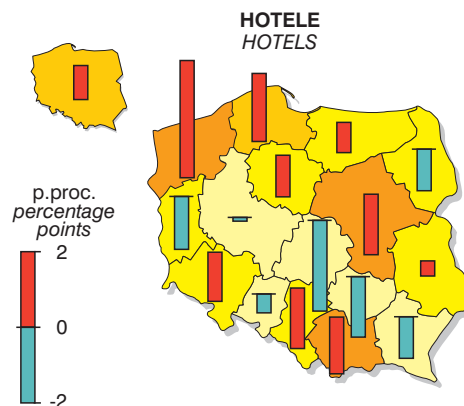 HOTELE
HOTELS
p.proc.
percentage
points
2
0
-2